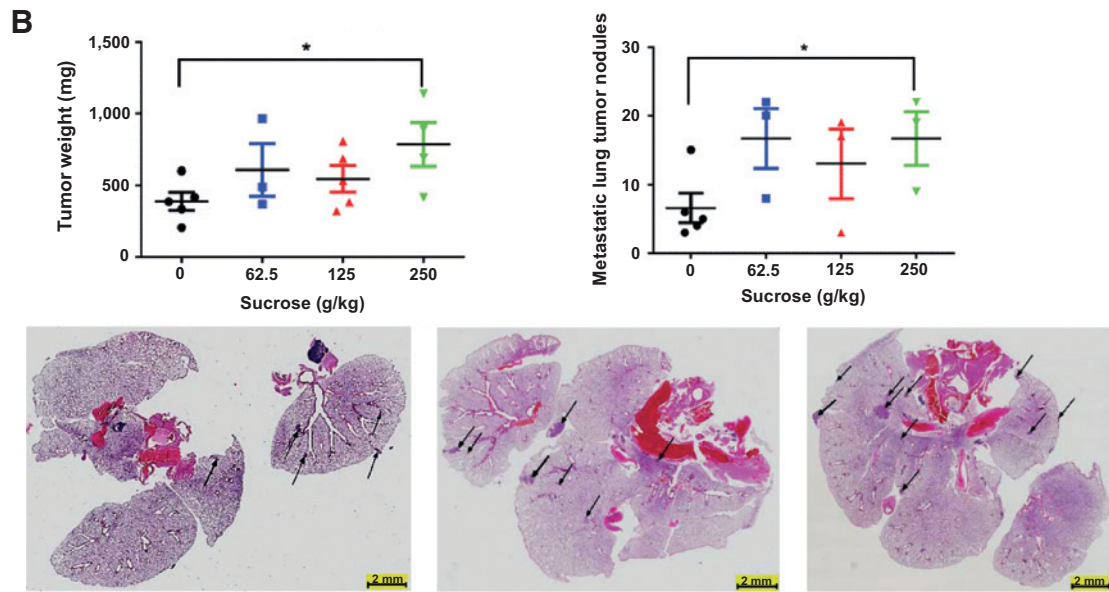 B
Tumor weight (mg)
1,500
1,000
500
0
*
0 62.5 125 250
Sucrose (g/kg)
Metastatic lung tumor nodules
30
20
10
0
*
0 62.5 125 250
Sucrose (g/kg)
2 mm
2 mm
2 mm